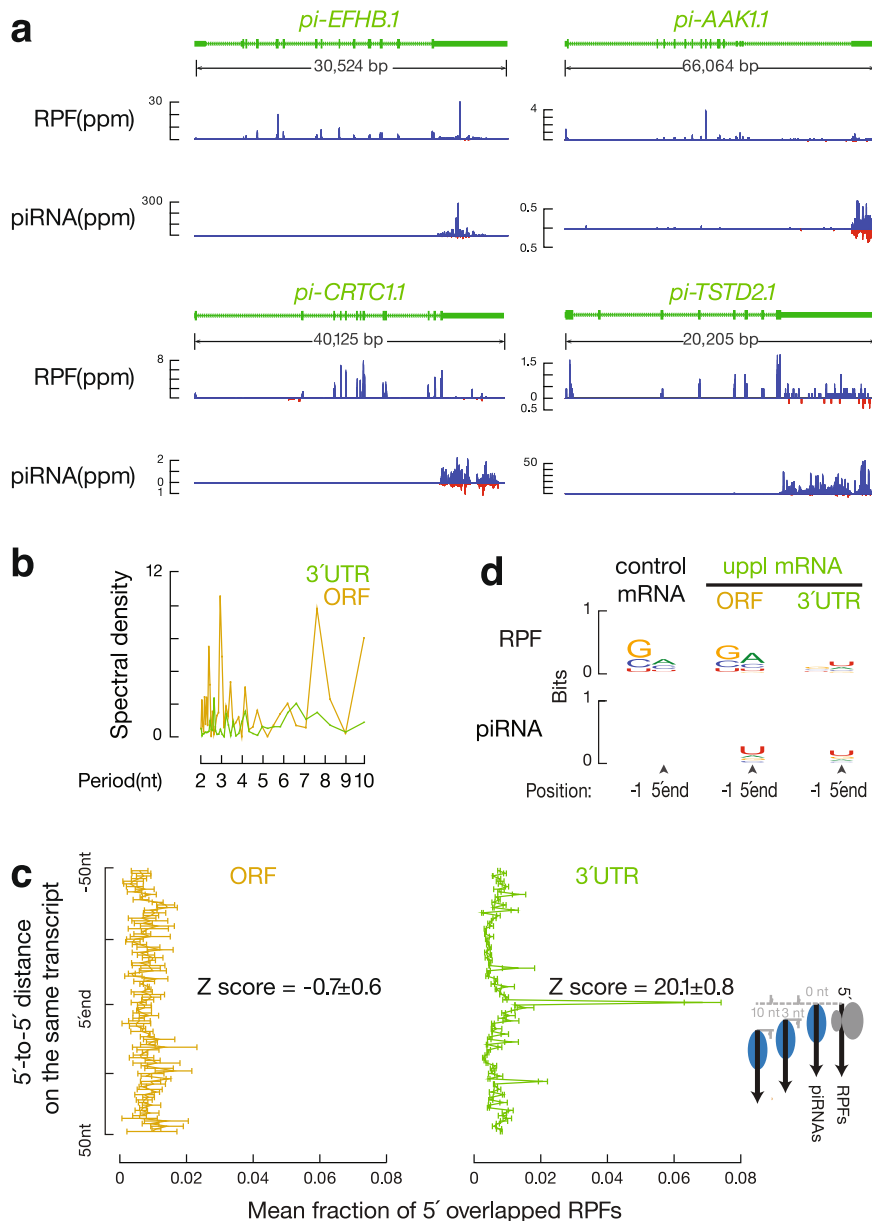 a
pi-EFHB.1
pi-AAK1.1
30,524 bp
66,064 bp
RPF(ppm)
30
4
piRNA(ppm)
300
0.5
0.5
pi-CRTC1.1
pi-TSTD2.1
40,125 bp
20,205 bp
RPF(ppm)
8
1.5
0
0.5
piRNA(ppm)
2
0
1
50
b
Spectral density
12
0
3´UTR
ORF
Period(nt)
2 3 4 5 6 7 8 9 10
d
control mRNA
uppl mRNA
ORF
3´UTR
RPF
1
0
Bits
G
C
U
A
C
G
C
U
A
C
U
piRNA
1
0
U
U
Position:
-1 5´end
-1 5´end
-1 5´end
c
5´-to-5´ distance
on the same transcript
-50nt
5´end
50nt
ORF
Z score = -0.7±0.6
3´UTR
Z score = 20.1±0.8
0 0.02 0.04 0.06 0.08
0 0.02 0.04 0.06 0.08
Mean fraction of 5´ overlapped RPFs
10 nt
3 nt
0 nt
5´
piRNAs
RPFs